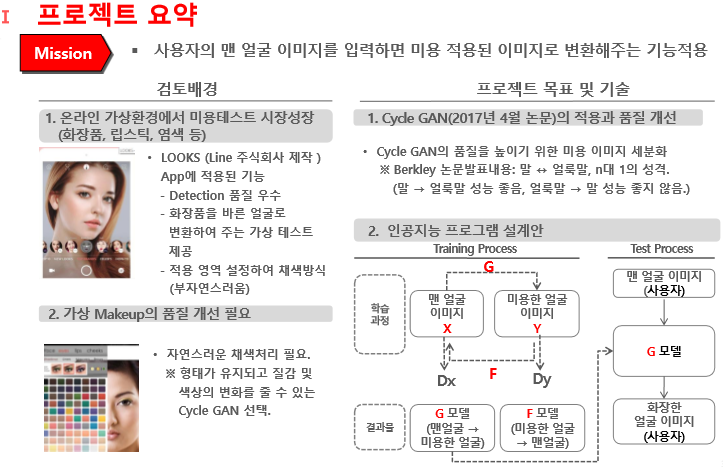 I 프로젝트 요약
Mission
▪ 사용자의 맨 얼굴 이미지를 입력하면 미용 적용된 이미지로 변환해주는 기능적용
검토배경
1. 온라인 가상환경에서 미용테스트 시장성장
(화장품, 립스틱, 염색 등)
• LOOKS (Line 주식회사 제작 )
App에 적용된 기능
- Detection 품질 우수
- 화장품을 바른 얼굴로
변환하여 주는 가상 테스트
제공
- 적용 영역 설정하여 채색방식
(부자연스러움)
2. 가상 Makeup의 품질 개선 필요
• 자연스러운 채색처리 필요.
※ 형태가 유지되고 질감 및
색상의 변화를 줄 수 있는
Cycle GAN 선택.
프로젝트 목표 및 기술
1. Cycle GAN(2017년 4월 논문)의 적용과 품질 개선
• Cycle GAN의 품질을 높이기 위한 미용 이미지 세분화
※ Berkley 논문발표내용: 말 ↔ 얼룩말, n대 1의 성격.
(말 → 얼룩말 성능 좋음, 얼룩말 → 말 성능 좋지 않음.)
2. 인공지능 프로그램 설계안
Training Process
Test Process
G
학습
과정
맨 얼굴
이미지
X
미용한 얼굴
이미지
Y
F
Dx
Dy
결과물
G 모델
(맨얼굴 →
미용한 얼굴)
F 모델
(미용한 얼굴
→ 맨얼굴)
맨 얼굴 이미지
(사용자)
G 모델
화장한
얼굴 이미지
(사용자)